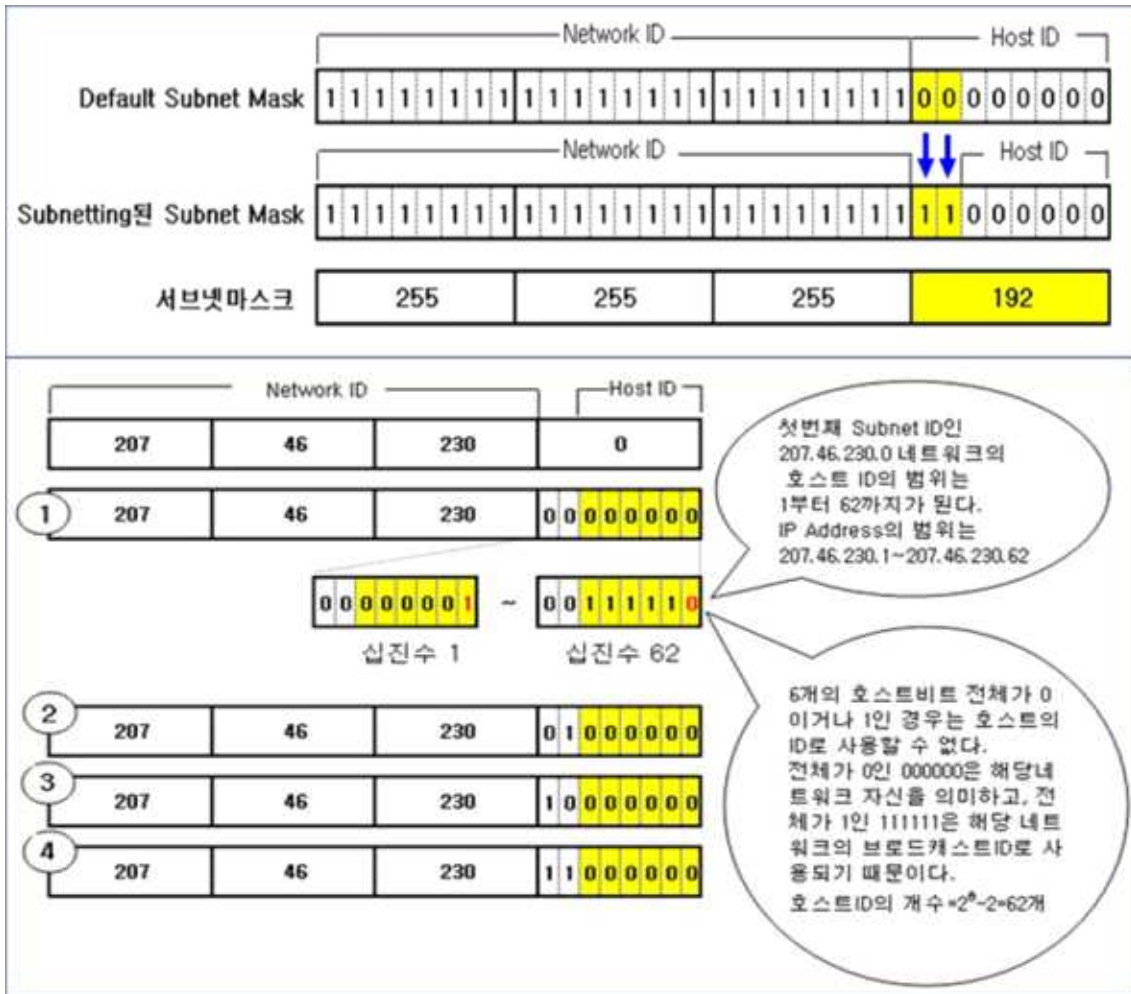 Network ID Host ID
Default Subnet Mask 1 1 1 1 1 1 1 1 1 1 1 1 1 1 1 1 1 1 1 1 1 1 1 1 0 0 0 0 0 0 0 0
Network ID Host ID
Subnetting된 Subnet Mask 1 1 1 1 1 1 1 1 1 1 1 1 1 1 1 1 1 1 1 1 1 1 1 1 1 1 0 0 0 0 0 0
서브넷마스크 255 255 255 192
Network ID Host ID
207 46 230 0
1 207 46 230 0 0 0 0 0 0 0 0
0 0 0 0 0 0 0 1 ~ 0 0 1 1 1 1 1 0
십진수 1 십진수 62
2 207 46 230 0 1 0 0 0 0 0 0
3 207 46 230 1 0 0 0 0 0 0 0
4 207 46 230 1 1 0 0 0 0 0 0
첫번째 Subnet ID인
207.46.230.0 네트워크의
호스트 ID의 범위는
1부터 62까지가 된다.
IP Address의 범위는
207.46.230.1~207.46.230.62
6개의 호스트비트 전체가 0
이거나 1인 경우는 호스트의
ID로 사용할 수 없다.
전체가 0인 000000은 해당네
트워크 자신을 의미하고, 전
체가 1인 111111은 해당 네트
워크의 브로드캐스트ID로 사
용되기 때문이다.
호스트ID의 개수=2⁶-2=62개